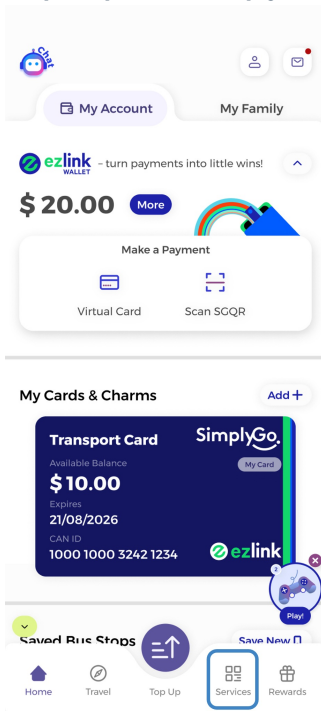 Chat
My Account
My Family
ezlink
WALLET
– turn payments into little wins!
$ 20.00
More
Make a Payment
Virtual Card
Scan SGQR
My Cards & Charms
Add +
Transport Card
SimplyGo.
Available Balance
My Card
$ 10.00
Expires
21/08/2026
CAN ID
1000 1000 3242 1234
ezlink
2
Play!
Saved Bus Stops
Save New
Home
Travel
Top Up
Services
Rewards